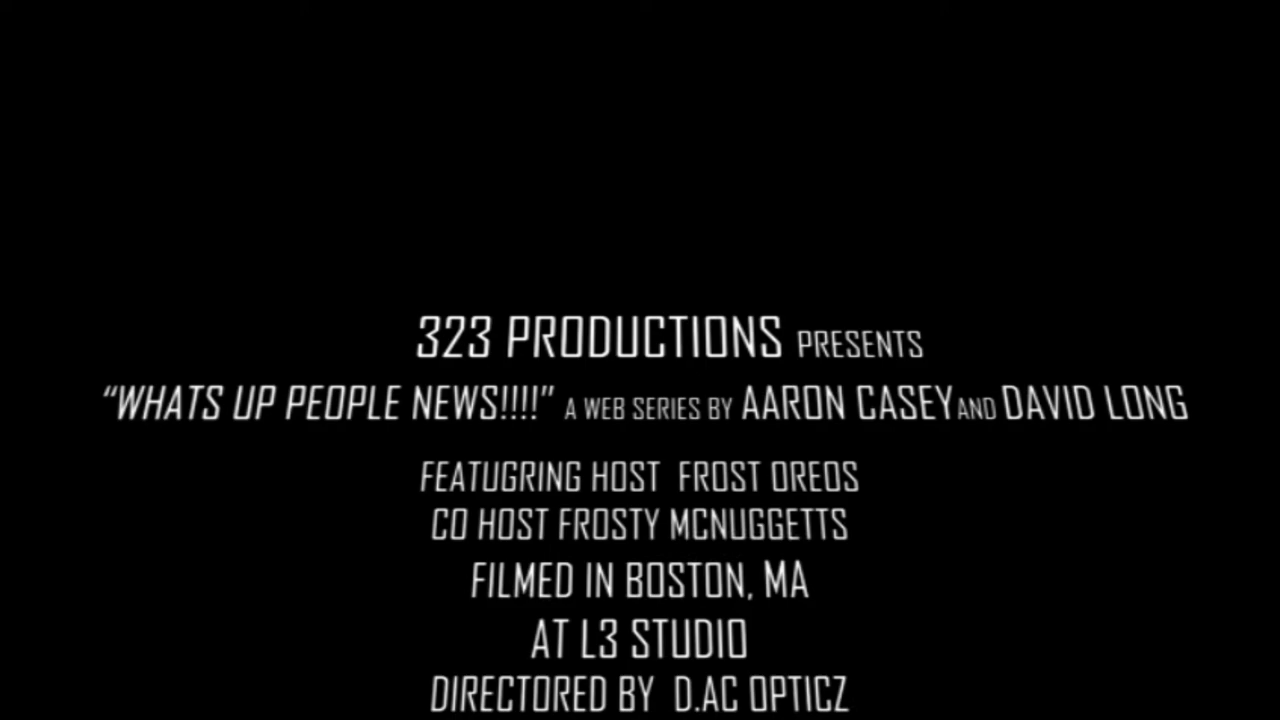 323 PRODUCTIONS PRESENTS
“WHATS UP PEOPLE NEWS!!!!” A WEB SERIES BY AARON CASEY AND DAVID LONG
FEATUGRING HOST FROST OREOS
CO HOST FROSTY MCNUGGETTS
FILMED IN BOSTON, MA
AT L3 STUDIO
DIRECTORED BY D.AC OPTICZ